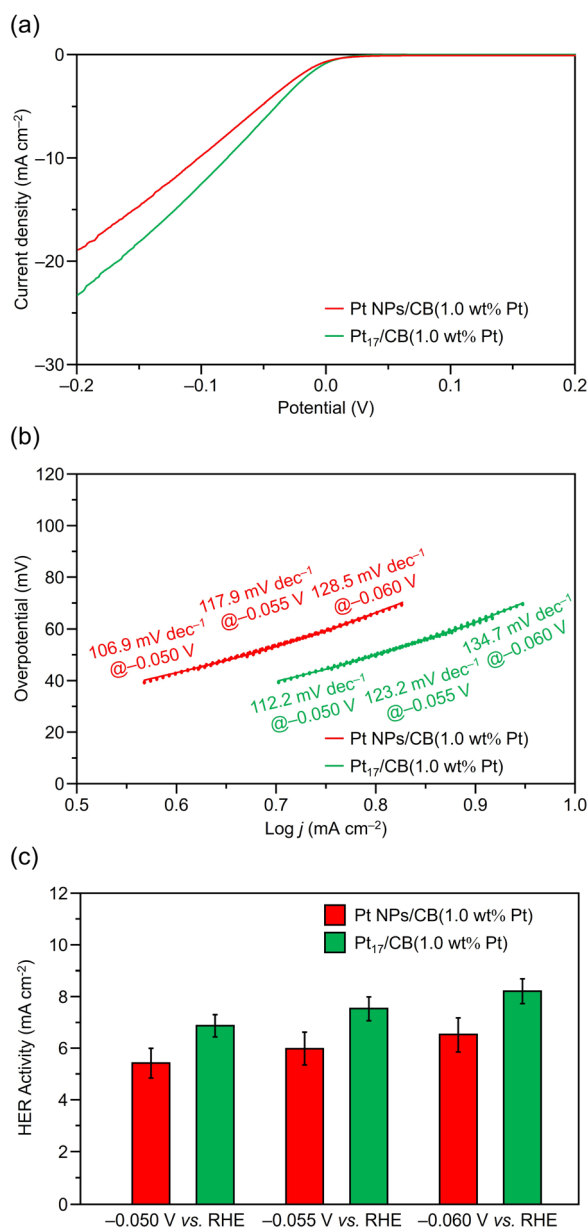 (a)
0
–10
–20
–30
Current density (mA cm⁻²)
Pt NPs/CB(1.0 wt% Pt)
Pt₁₇/CB(1.0 wt% Pt)
–0.2
–0.1
0.0
0.1
0.2
Potential (V)
(b)
120
100
80
60
40
20
0
Overpotential (mV)
106.9 mV dec⁻¹
@–0.050 V
117.9 mV dec⁻¹
@–0.055 V
128.5 mV dec⁻¹
@–0.060 V
112.2 mV dec⁻¹
@–0.050 V
123.2 mV dec⁻¹
@–0.055 V
134.7 mV dec⁻¹
@–0.060 V
Pt NPs/CB(1.0 wt% Pt)
Pt₁₇/CB(1.0 wt% Pt)
0.5
0.6
0.7
0.8
0.9
1.0
Log j (mA cm⁻²)
(c)
12
10
8
6
4
2
0
HER Activity (mA cm⁻²)
Pt NPs/CB(1.0 wt% Pt)
Pt₁₇/CB(1.0 wt% Pt)
–0.050 V vs. RHE
–0.055 V vs. RHE
–0.060 V vs. RHE